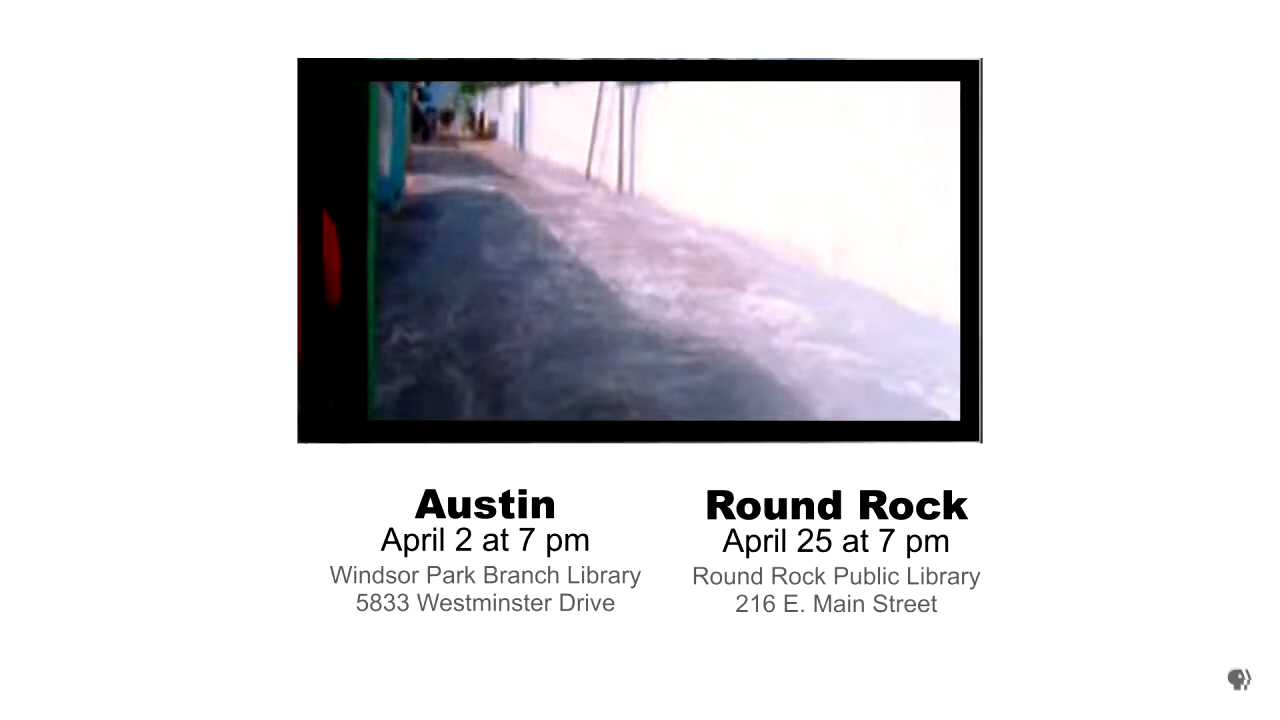 Austin
April 2 at 7 pm
Windsor Park Branch Library
5833 Westminster Drive
Round Rock
April 25 at 7 pm
Round Rock Public Library
216 E. Main Street